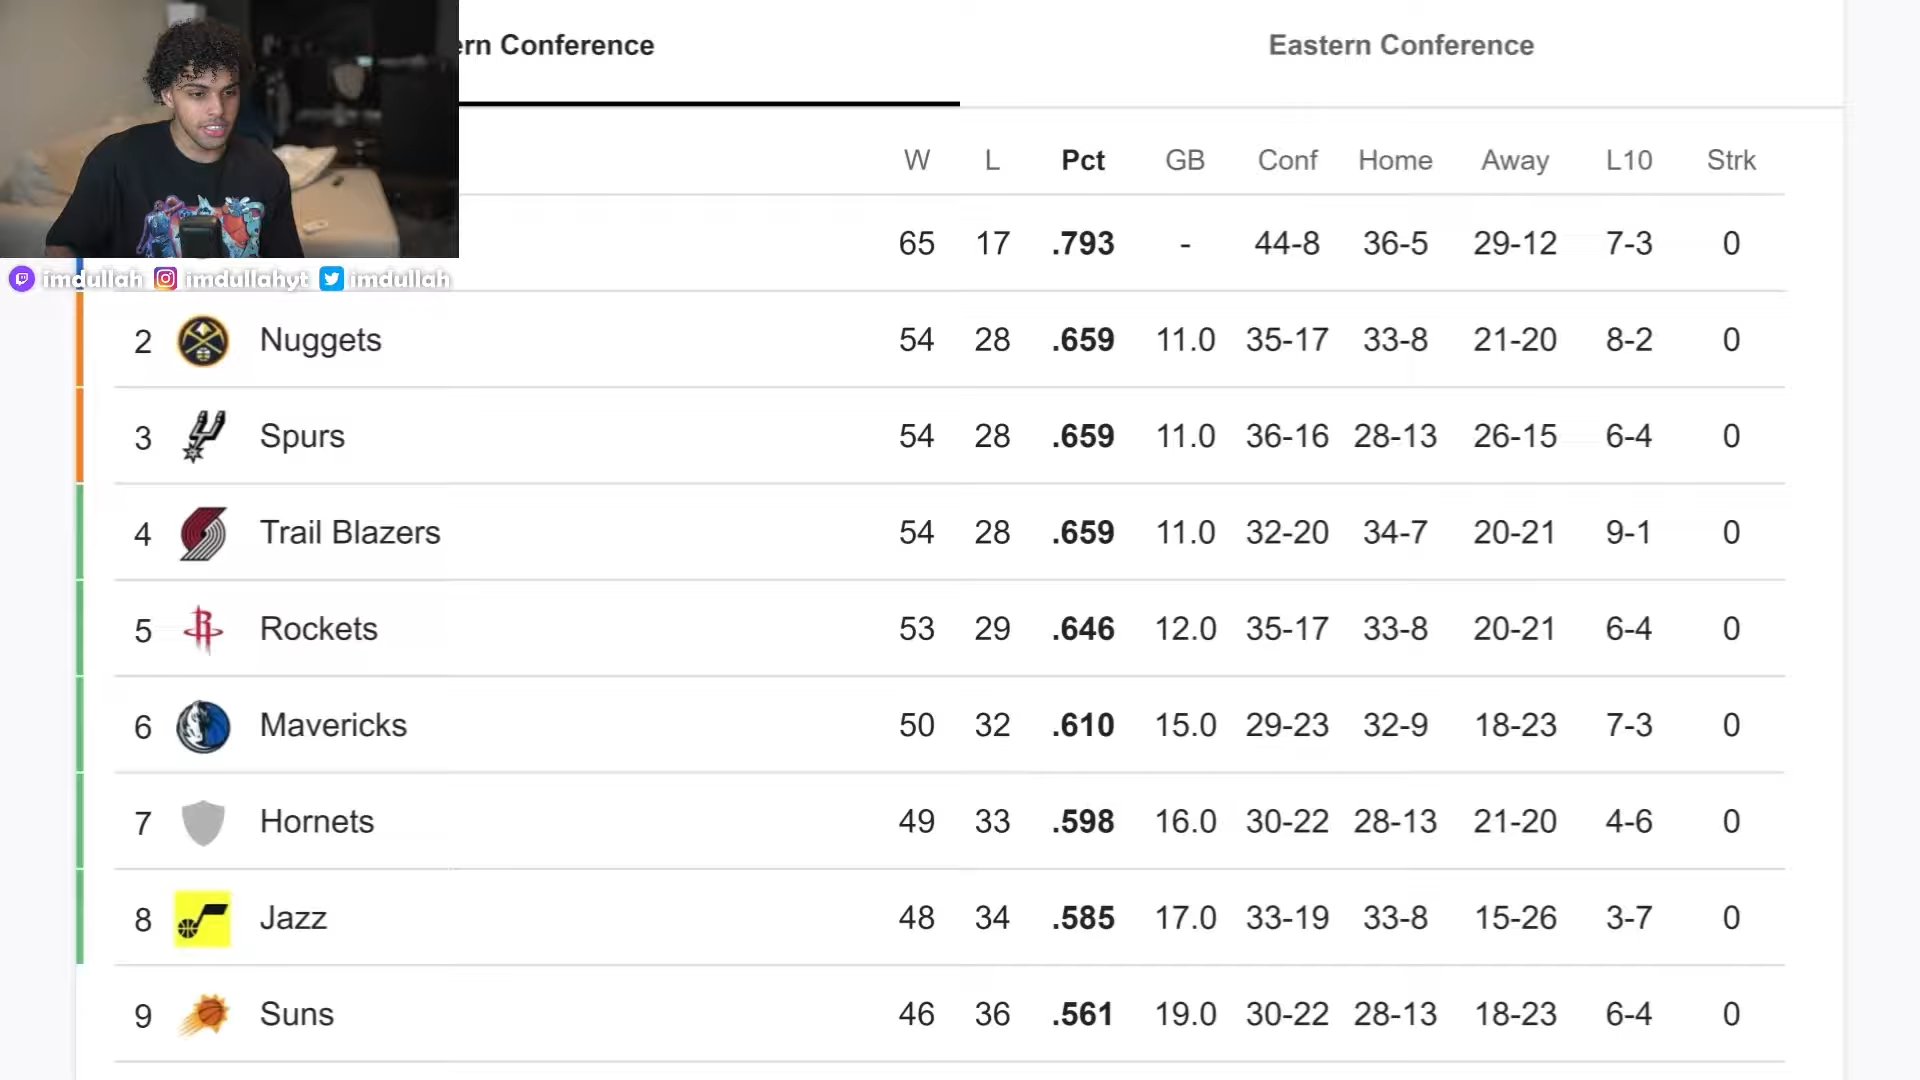 ern Conference
Eastern Conference
W L Pct GB Conf Home Away L10 Strk
65 17 .793 - 44-8 36-5 29-12 7-3 0
imdullah imdullahyt imdullah
2 Nuggets 54 28 .659 11.0 35-17 33-8 21-20 8-2 0
3 Spurs 54 28 .659 11.0 36-16 28-13 26-15 6-4 0
4 Trail Blazers 54 28 .659 11.0 32-20 34-7 20-21 9-1 0
5 Rockets 53 29 .646 12.0 35-17 33-8 20-21 6-4 0
6 Mavericks 50 32 .610 15.0 29-23 32-9 18-23 7-3 0
7 Hornets 49 33 .598 16.0 30-22 28-13 21-20 4-6 0
8 Jazz 48 34 .585 17.0 33-19 33-8 15-26 3-7 0
9 Suns 46 36 .561 19.0 30-22 28-13 18-23 6-4 0